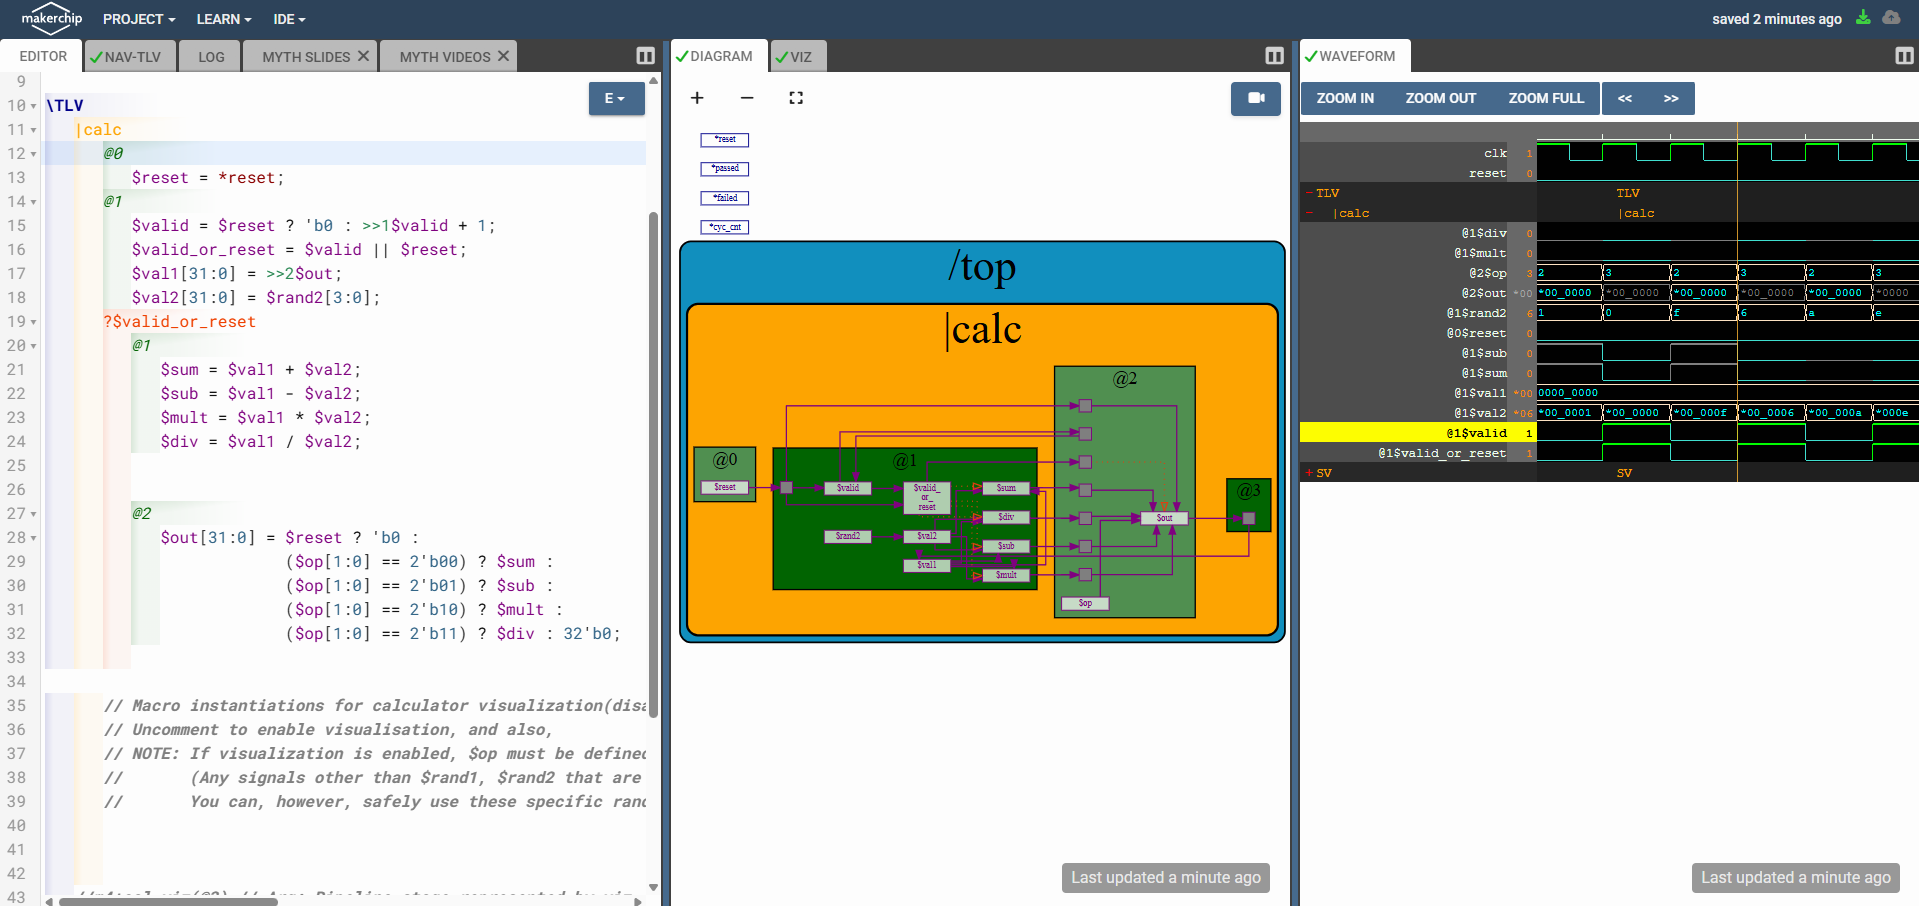 makerchip PROJECT LEARN IDE saved 2 minutes ago
EDITOR NAV-TLV LOG MYTH SLIDES MYTH VIDEOS
E
9
10 \TLV
11 |calc
12 @0
13 $reset = *reset;
14 @1
15 $valid = $reset ? 'b0 : >>1$valid + 1;
16 $valid_or_reset = $valid || $reset;
17 $val1[31:0] = >>2$out;
18 $val2[31:0] = $rand2[3:0];
19 ?$valid_or_reset
20 @1
21 $sum = $val1 + $val2;
22 $sub = $val1 - $val2;
23 $mult = $val1 * $val2;
24 $div = $val1 / $val2;
25
26
27 @2
28 $out[31:0] = $reset ? 'b0 :
29 ($op[1:0] == 2'b00) ? $sum :
30 ($op[1:0] == 2'b01) ? $sub :
31 ($op[1:0] == 2'b10) ? $mult :
32 ($op[1:0] == 2'b11) ? $div : 32'b0;
33
34
35 // Macro instantiations for calculator visualization(disa
36 // Uncomment to enable visualisation, and also,
37 // NOTE: If visualization is enabled, $op must be defined
38 // (Any signals other than $rand1, $rand2 that are
39 // You can, however, safely use these specific rand
40
41
42
43
DIAGRAM VIZ
+ −
*reset
*passed
*failed
*cyc_cnt
/top
|calc
@0
$reset
@1
$valid
$valid_
or_
reset
$rand2
$val2
$val1
$sum
$div
$sub
$mult
@2
$out
$op
@3
Last updated a minute ago
WAVEFORM
ZOOM IN ZOOM OUT ZOOM FULL << >>
clk 1
reset 0
- TLV TLV
- |calc |calc
@1$div 0
@1$mult 0
@2$op 3 2 3 2 3 2 3
@2$out *00 *00_0000 *00_0000 *00_0000 *00_0000 *00_0000 *0000
@1$rand2 6 1 0 f 6 a e
@0$reset 0
@1$sub 0
@1$sum 0
@1$val1 *00 0000_0000
@1$val2 *06 *00_0001 *00_0000 *00_000f *00_0006 *00_000a *000e
@1$valid 1
@1$valid_or_reset 1
+ SV SV
Last updated a minute ago